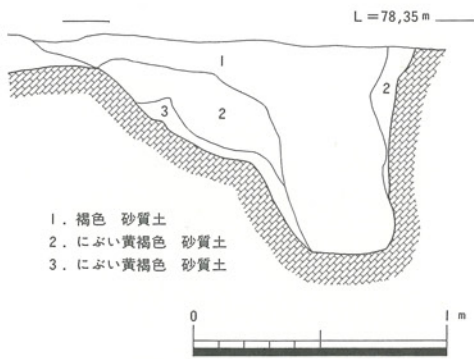 L=78,35m
1
2
2
3
1. 褐色 砂質土
2. にぶい黄褐色 砂質土
3. にぶい黄褐色 砂質土
0 1 m